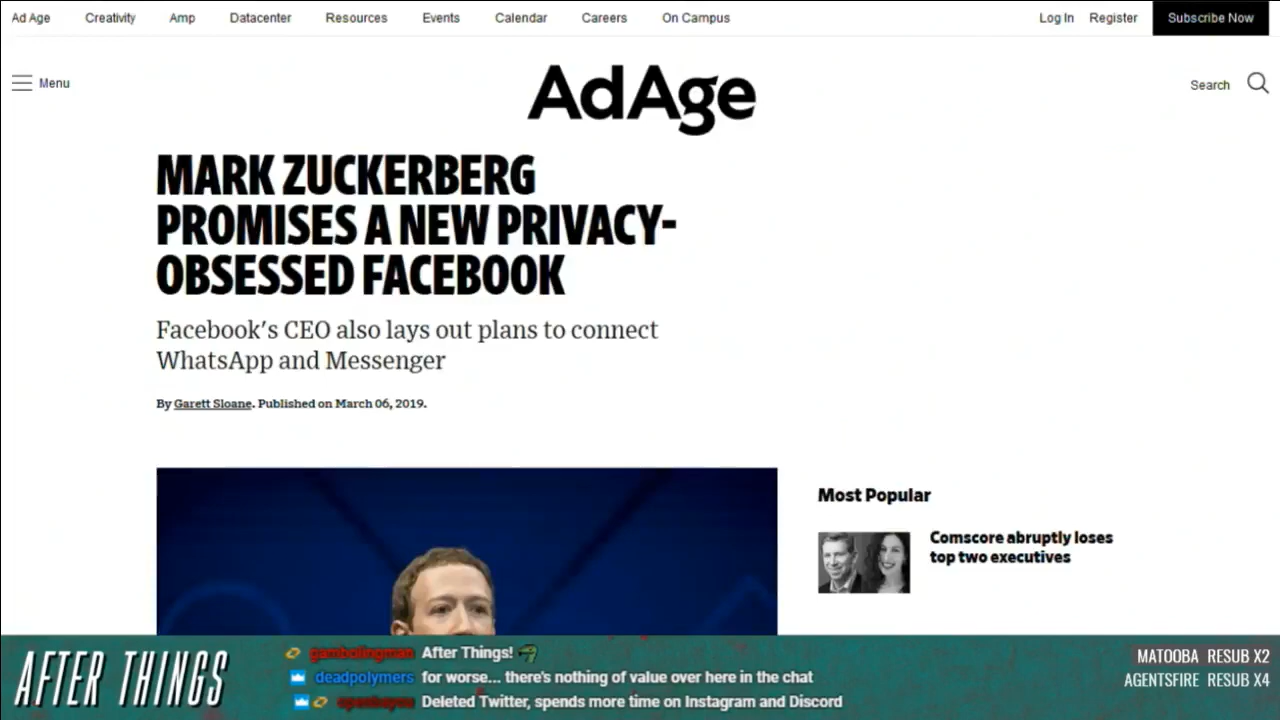 Ad Age Creativity Amp Datacenter Resources Events Calendar Careers On Campus Log In Register Subscribe Now
Menu
AdAge
Search
MARK ZUCKERBERG
PROMISES A NEW PRIVACY-
OBSESSED FACEBOOK
Facebook's CEO also lays out plans to connect
WhatsApp and Messenger
By Garett Sloane. Published on March 06, 2019.
Most Popular
Comscore abruptly loses
top two executives
AFTER THINGS
gambolingman After Things!
deadpolymers for worse... there's nothing of value over here in the chat
Deleted Twitter, spends more time on Instagram and Discord
MATOOBA RESUB X2
AGENTSFIRE RESUB X4